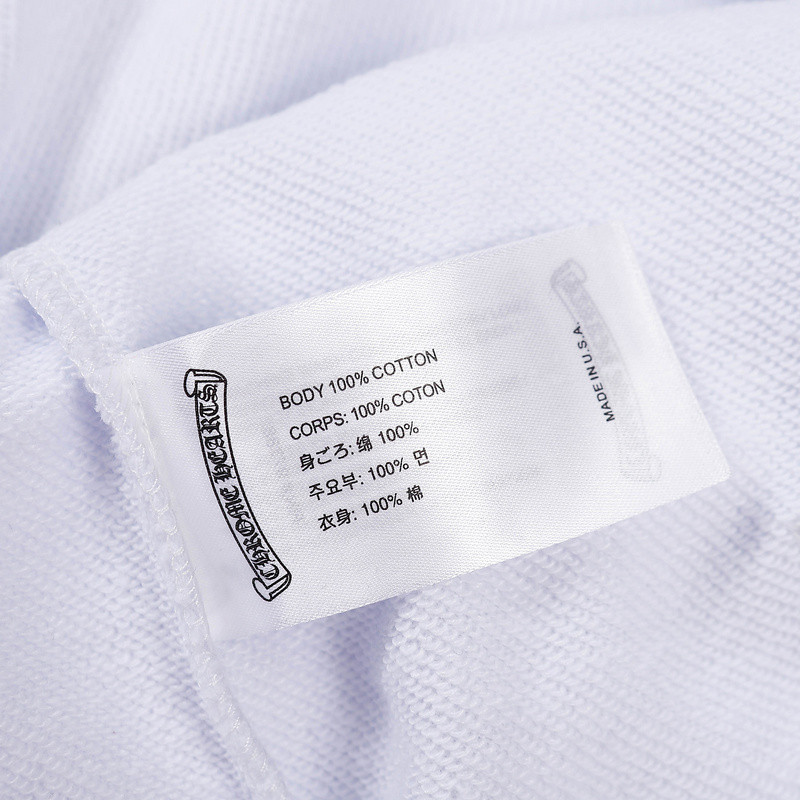 CHROME HEARTS
BODY 100% COTTON
CORPS: 100% COTON
身ごろ: 绵 100%
주요부: 100% 면
衣身: 100% 棉
MADE IN U.S.A.